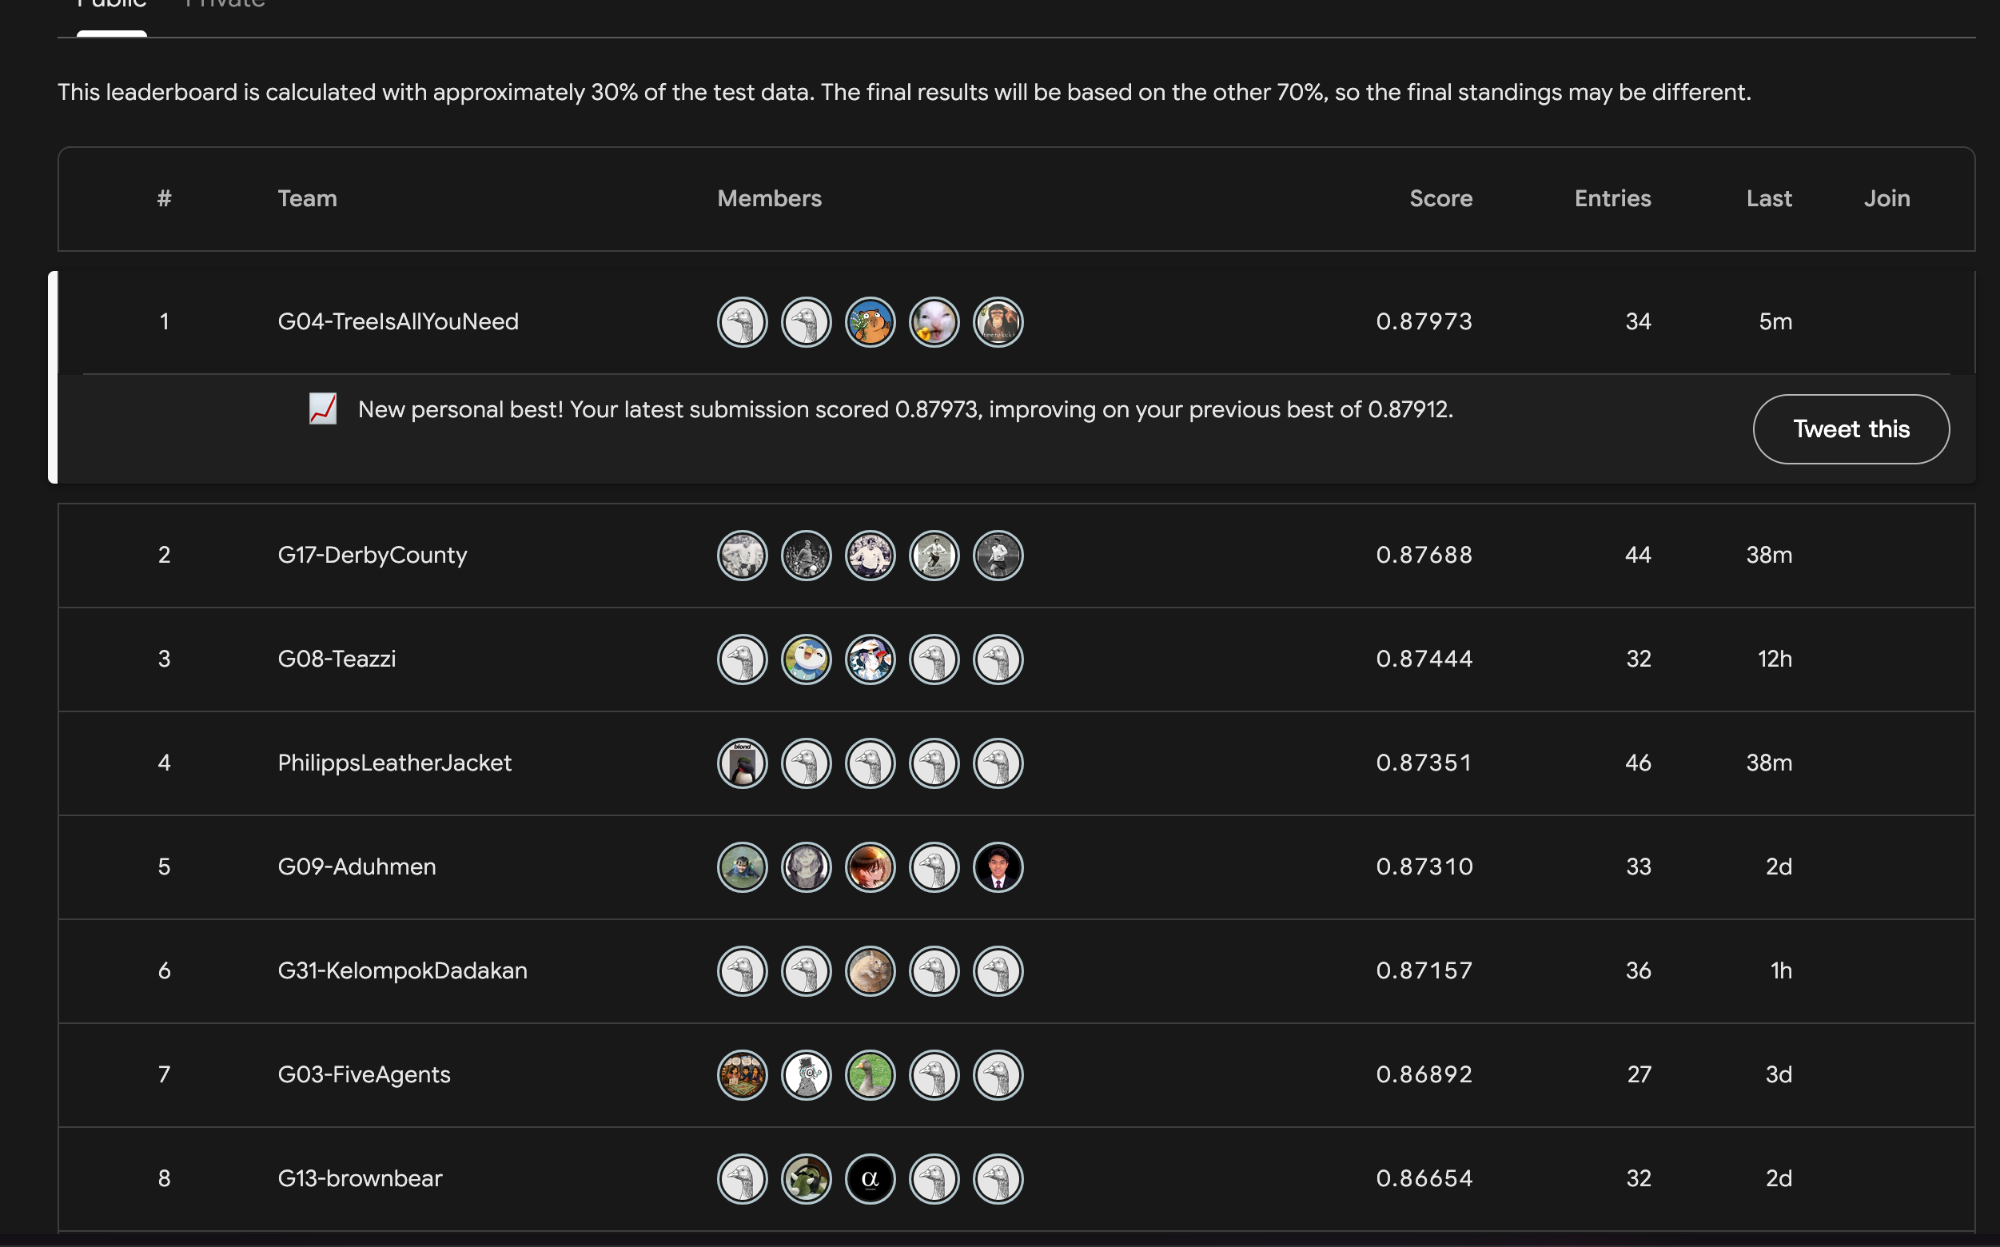 Public Private
This leaderboard is calculated with approximately 30% of the test data. The final results will be based on the other 70%, so the final standings may be different.
# Team Members Score Entries Last Join
1 G04-TreeIsAllYouNeed 0.87973 34 5m
New personal best! Your latest submission scored 0.87973, improving on your previous best of 0.87912.
Tweet this
2 G17-DerbyCounty 0.87688 44 38m
3 G08-Teazzi 0.87444 32 12h
blond
4 PhilippsLeatherJacket 0.87351 46 38m
5 G09-Aduhmen 0.87310 33 2d
6 G31-KelompokDadakan 0.87157 36 1h
7 G03-FiveAgents 0.86892 27 3d
8 G13-brownbear α 0.86654 32 2d